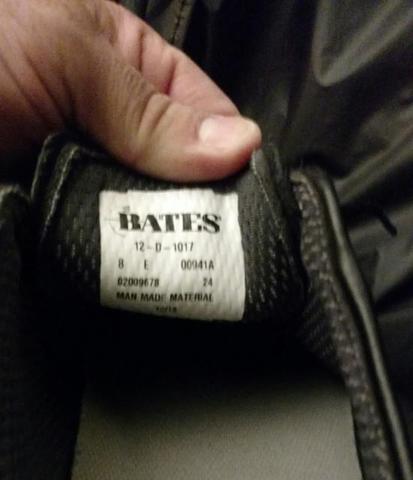 BATES
12-D-1017
8 E 00941A
02009678 24
MAN MADE MATERIAL